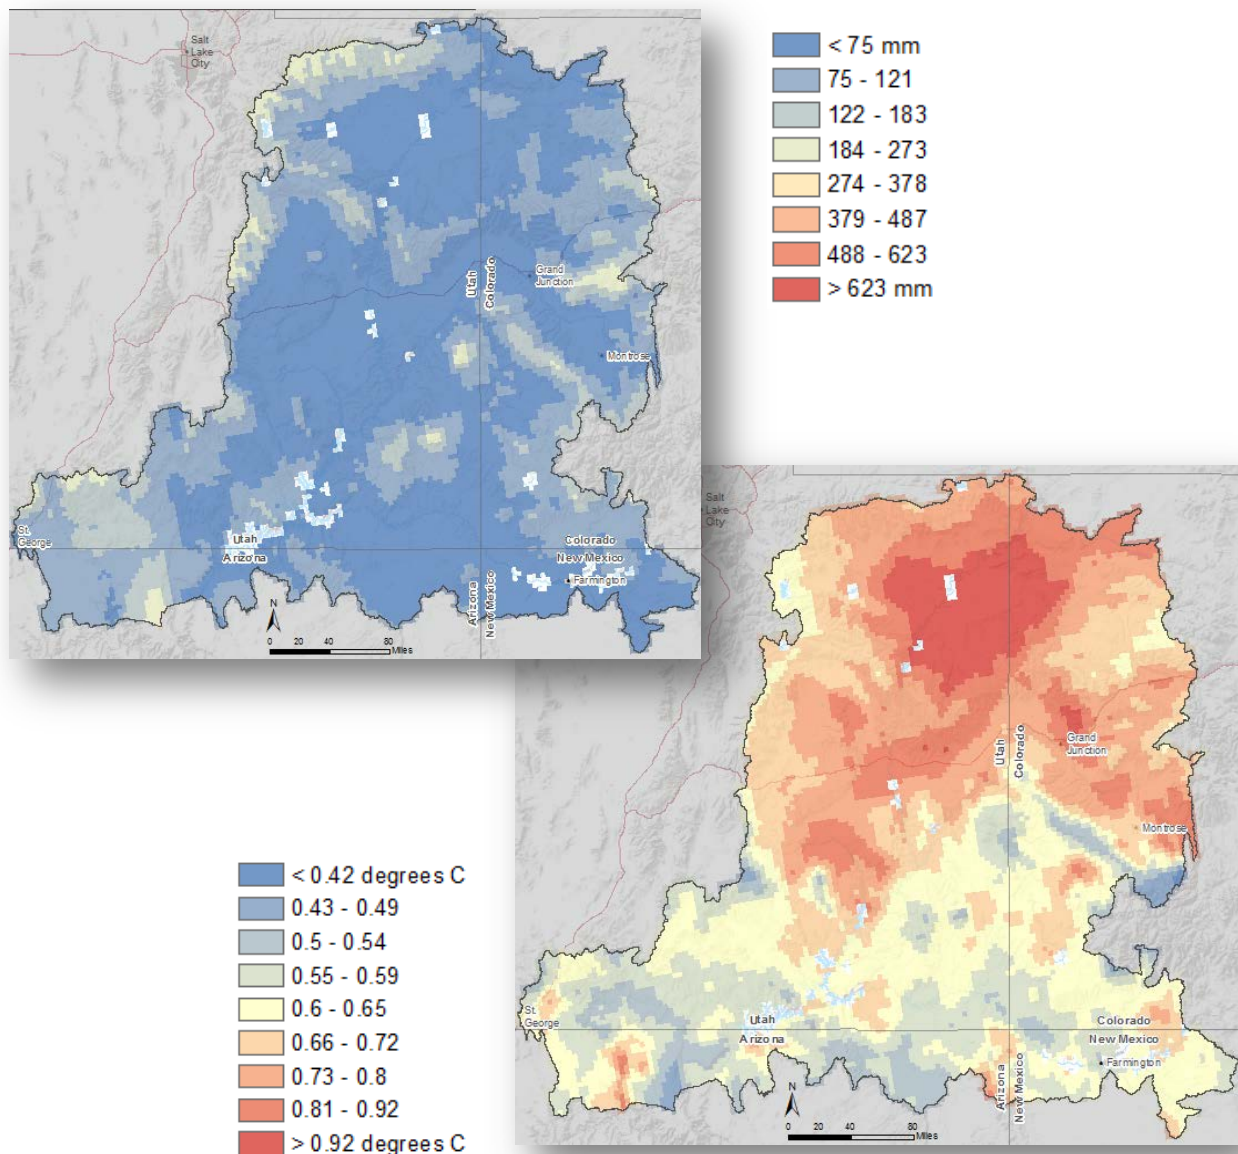 Salt
Lake
City
Utah
Colorado
Grand
Junction
Montrose
St.
George
Utah
Arizona
Colorado
New Mexico
Farmington
Arizona
New Mexico
N
0 20 40 80
Miles
< 75 mm
75 - 121
122 - 183
184 - 273
274 - 378
379 - 487
488 - 623
> 623 mm
Salt
Lake
City
Utah
Colorado
Grand
Junction
Montrose
St.
George
Utah
Arizona
Colorado
New Mexico
Farmington
Arizona
New Mexico
N
0 20 40 80
Miles
< 0.42 degrees C
0.43 - 0.49
0.5 - 0.54
0.55 - 0.59
0.6 - 0.65
0.66 - 0.72
0.73 - 0.8
0.81 - 0.92
> 0.92 degrees C